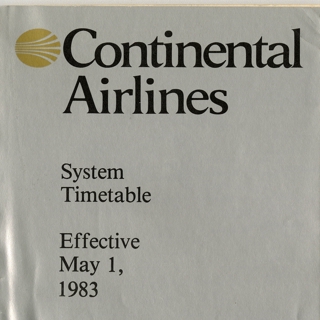 Continental
Airlines
System
Timetable
Effective
May 1,
1983